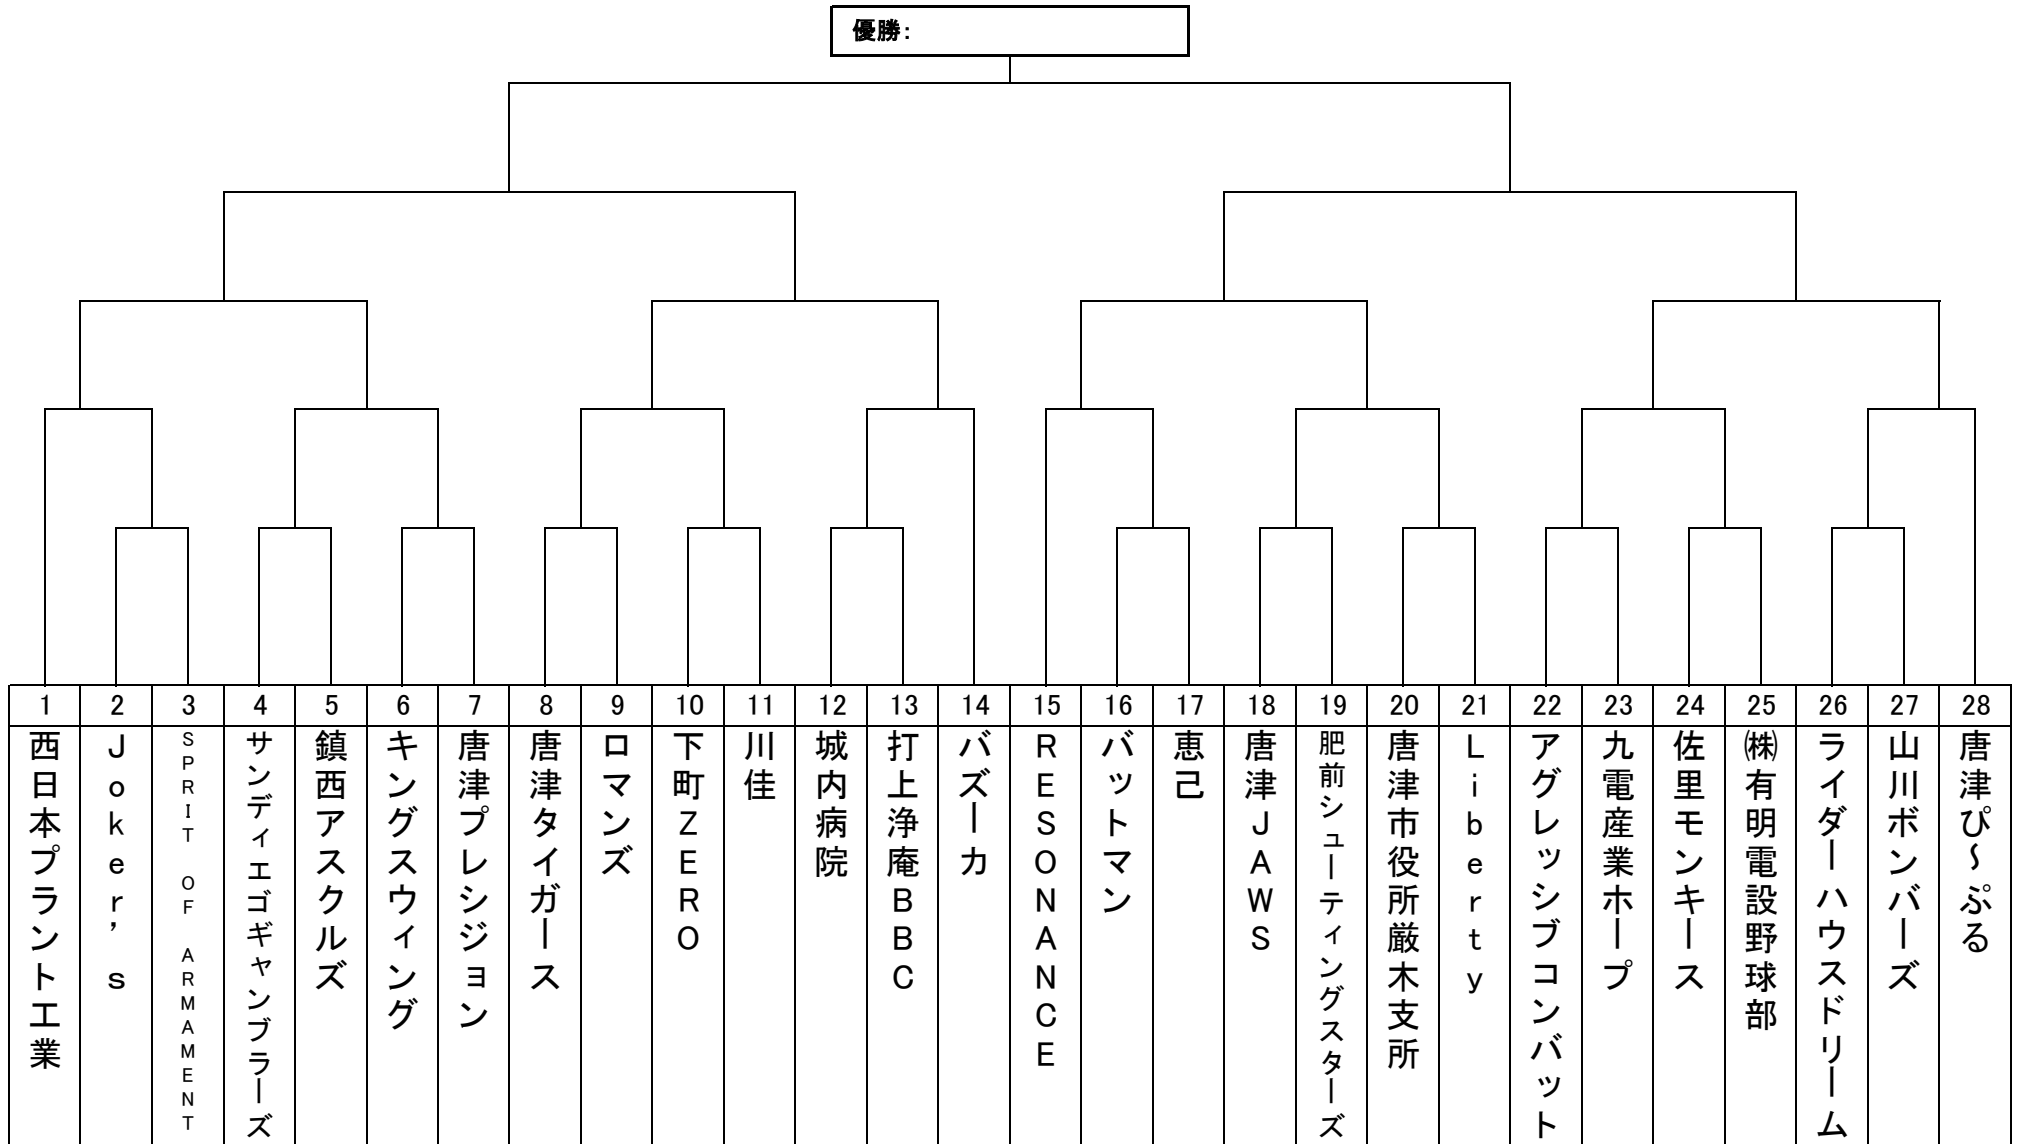 優勝：
1 2 3 4 5 6 7 8 9 10 11 12 13 14 15 16 17 18 19 20 21 22 23 24 25 26 27 28
西日本プラント工業
Joker’s
SPRIT OF ARMAMENT
サンディエゴギャンブラーズ
鎮西アスクルズ
キングスウィング
唐津プレシジョン
唐津タイガース
ロマンズ
下町ZERO
川佳
城内病院
打上浄庵BBC
バズーカ
RESONANCE
バットマン
恵己
唐津JAWS
肥前シューティングスターズ
唐津市役所厳木支所
Liberty
アグレッシブコンバット
九電産業ホープ
佐里モンキース
㈱有明電設野球部
ライダーハウスドリーム
山川ボンバーズ
唐津ぴ～ぷる